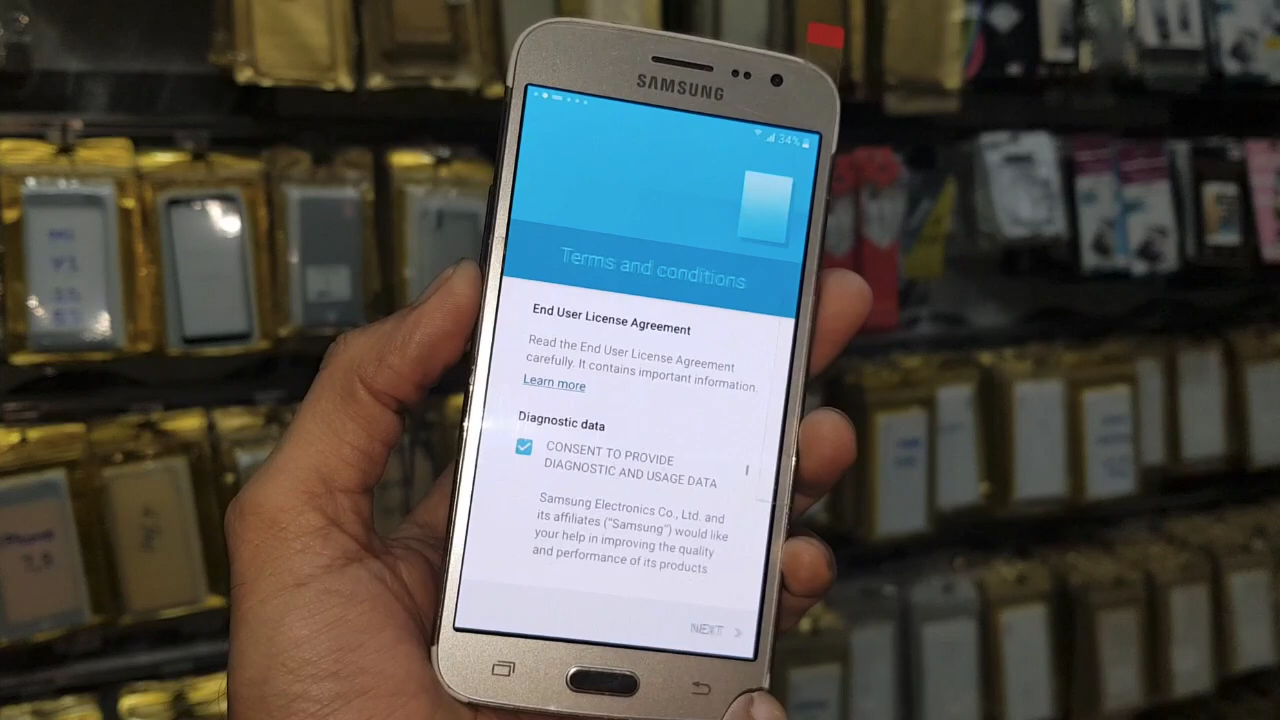 SAMSUNG
34%
Terms and conditions
End User License Agreement
Read the End User License Agreement
carefully. It contains important information.
Learn more
Diagnostic data
CONSENT TO PROVIDE
DIAGNOSTIC AND USAGE DATA
Samsung Electronics Co., Ltd. and
its affiliates ("Samsung") would like
your help in improving the quality
and performance of its products
NEXT